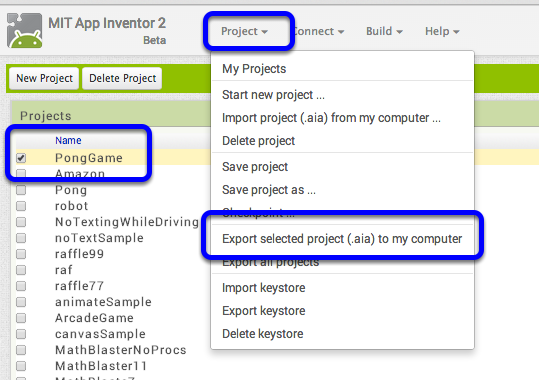 MIT App Inventor 2
Beta
Project Connect Build Help
New Project Delete Project
Projects
Name
PongGame
Amazon
Pong
robot
NoTextingWhileDriving
noTextSample
raffle99
raf
raffle77
animateSample
ArcadeGame
canvasSample
MathBlasterNoProcs
MathBlaster11
My Projects
Start new project ...
Import project (.aia) from my computer ...
Delete project
Save project
Save project as ...
Checkpoint ...
Export selected project (.aia) to my computer
Export all projects
Import keystore
Export keystore
Delete keystore